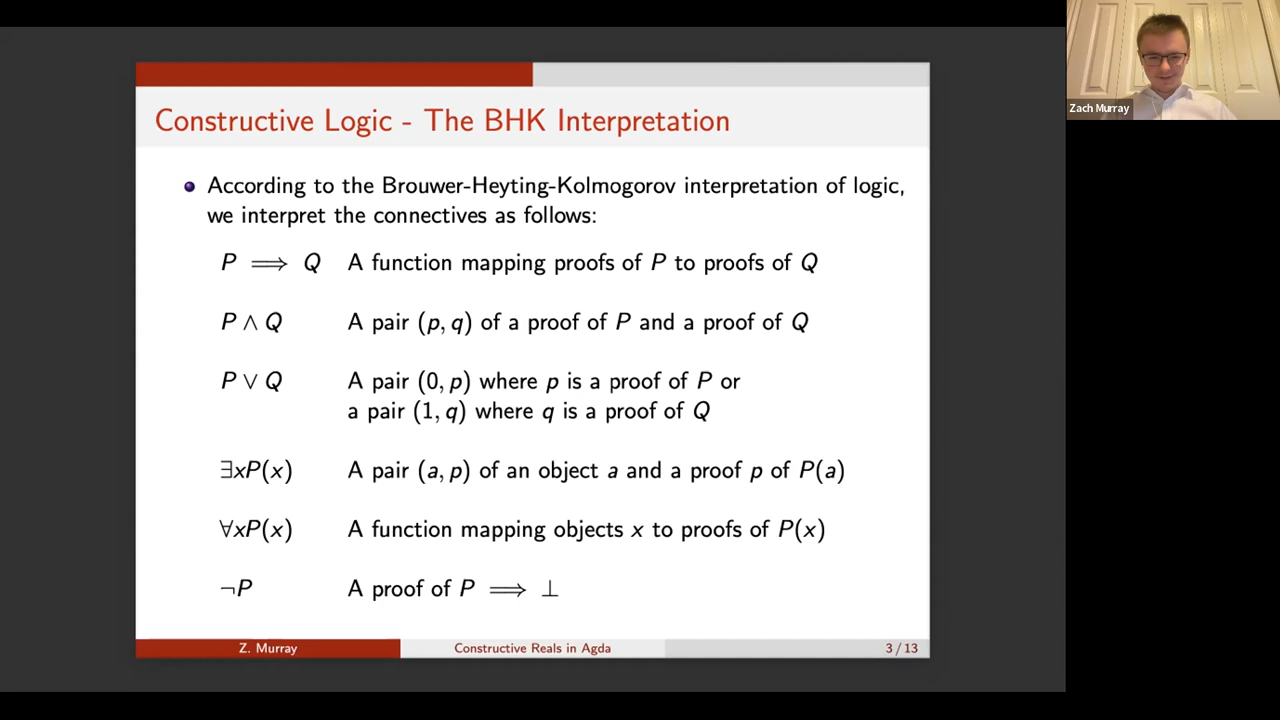 Constructive Logic - The BHK Interpretation
According to the Brouwer-Heyting-Kolmogorov interpretation of logic,
we interpret the connectives as follows:
P ⟹ Q A function mapping proofs of P to proofs of Q
P ∧ Q A pair (p, q) of a proof of P and a proof of Q
P ∨ Q A pair (0, p) where p is a proof of P or
a pair (1, q) where q is a proof of Q
∃xP(x) A pair (a, p) of an object a and a proof p of P(a)
∀xP(x) A function mapping objects x to proofs of P(x)
¬P A proof of P ⟹ ⊥
Z. Murray Constructive Reals in Agda 3 / 13
Zach Murray